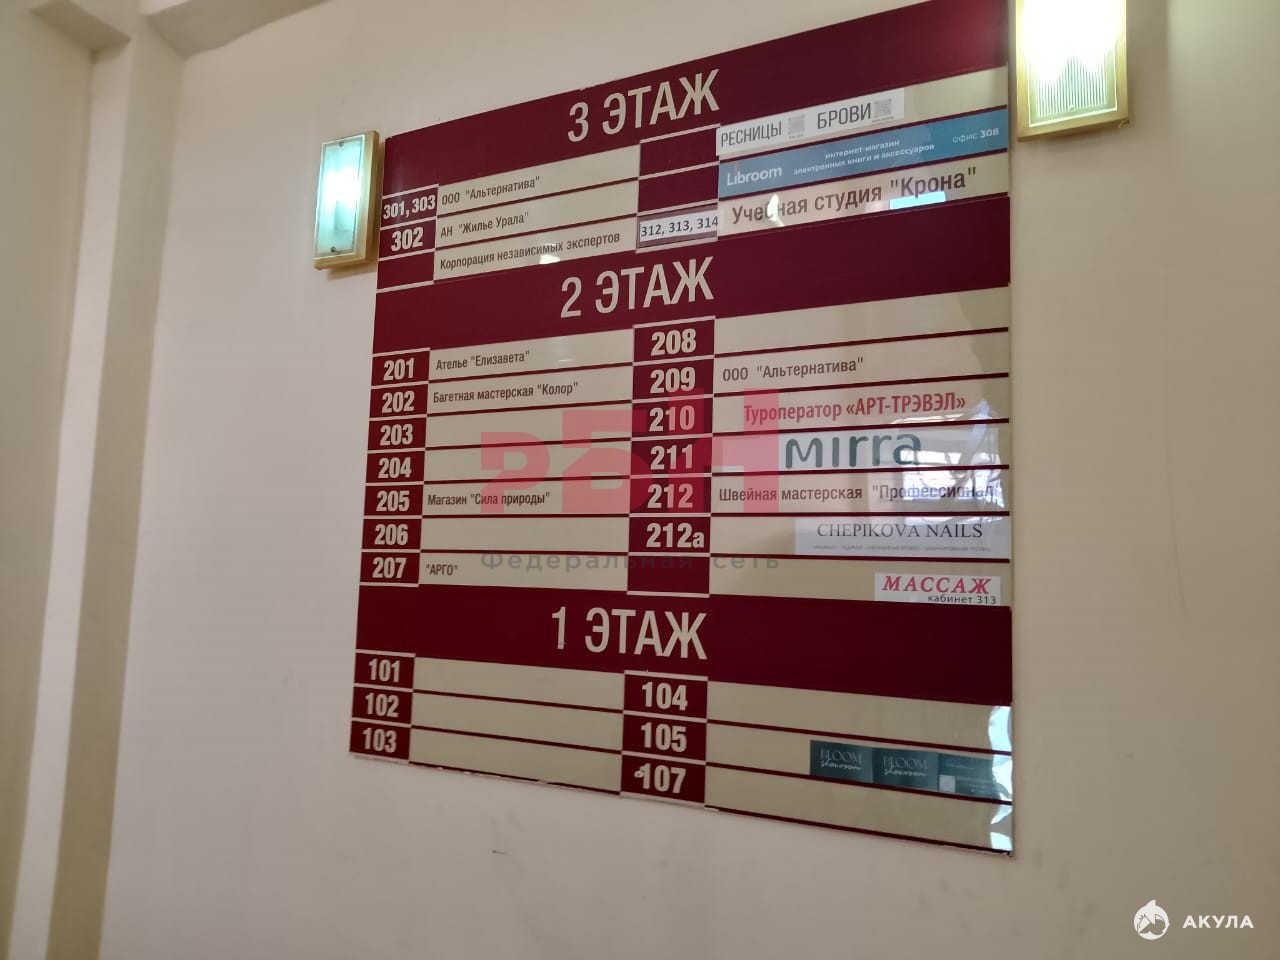 3 ЭТАЖ
301, 303 ООО "Альтернатива"
302 АН "Жилье Урала"
Корпорация независимых экспертов
РЕСНИЦЫ БРОВИ
Libroom интернет-магазин электронных книг и аксессуаров офис 308
312, 313, 314 Учебная студия "Крона"
2 ЭТАЖ
201 Ателье "Елизавета"
202 Багетная мастерская "Колор"
203
204
205 Магазин "Сила природы"
206
207 "АРГО"
208
209 ООО "Альтернатива"
210 Туроператор «АРТ-ТРЭВЭЛ»
211 mirra
212 Швейная мастерская "Профессионал"
212а CHEPIKOVA NAILS
МАССАЖ
кабинет 313
1 ЭТАЖ
101
102
103
104
105 BLOOM showroom BLOOM showroom
107
РБН
Федеральная сеть
АКУЛА